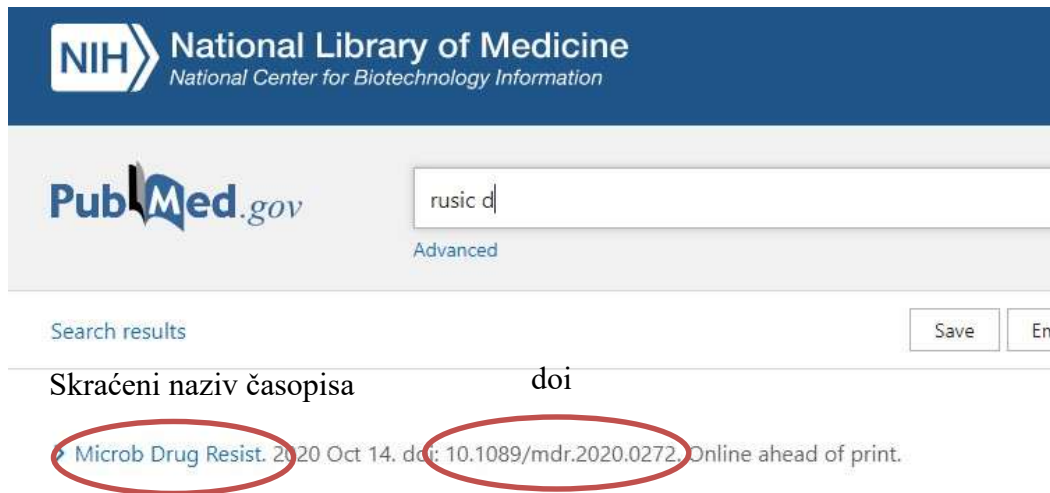 NIH National Library of Medicine
National Center for Biotechnology Information
PubMed.gov
rusic d
Advanced
Search results
Save
Skraćeni naziv časopisa
doi
Microb Drug Resist. 2020 Oct 14. doi: 10.1089/mdr.2020.0272. Online ahead of print.